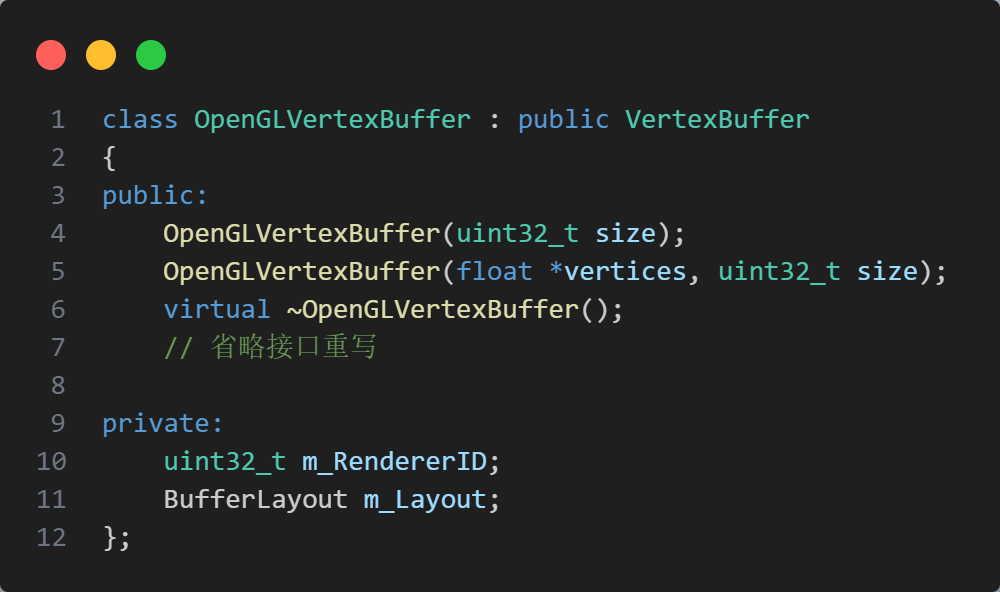 1 class OpenGLVertexBuffer : public VertexBuffer
2 {
3 public:
4     OpenGLVertexBuffer(uint32_t size);
5     OpenGLVertexBuffer(float *vertices, uint32_t size);
6     virtual ~OpenGLVertexBuffer();
7     // 省略接口重写
8
9 private:
10     uint32_t m_RendererID;
11     BufferLayout m_Layout;
12 };